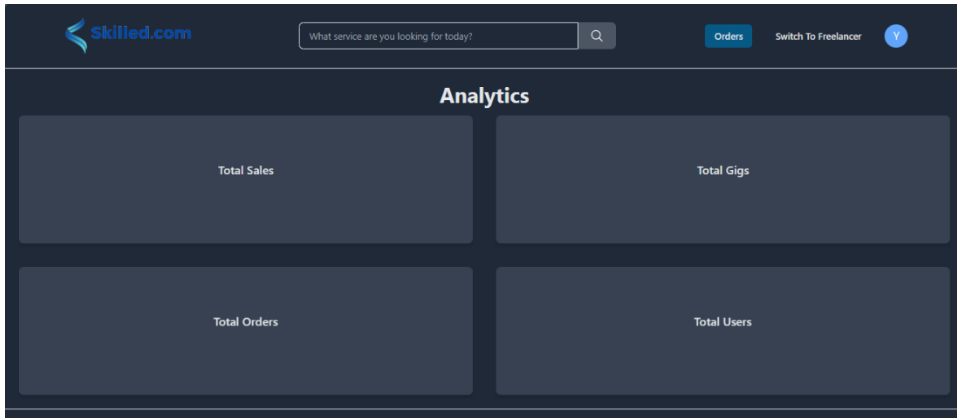 Skilled.com
What service are you looking for today?
Orders
Switch To Freelancer
Y
Analytics
Total Sales
Total Gigs
Total Orders
Total Users